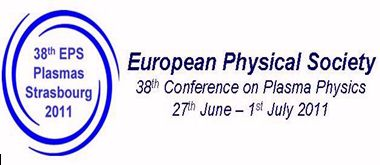 38th EPS
Plasmas
Strasbourg
2011
European Physical Society
38th Conference on Plasma Physics
27th June – 1st July 2011